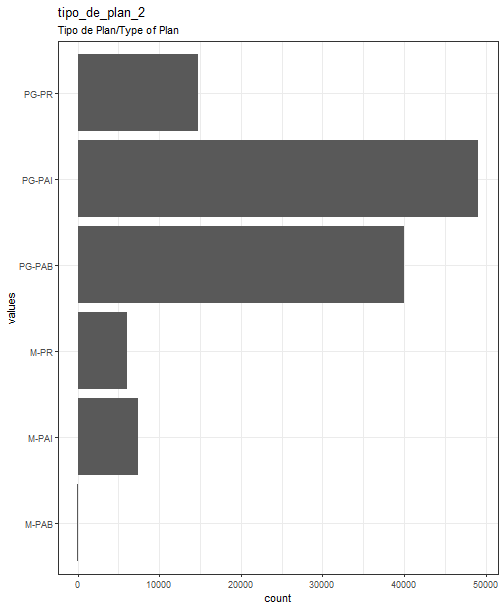 tipo_de_plan_2
Tipo de Plan/Type of Plan
PG-PR
PG-PAI
PG-PAB
M-PR
M-PAI
M-PAB
values
0 10000 20000 30000 40000 50000
count